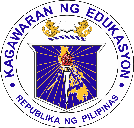 KAGAWARAN NG EDUKASYON
REPUBLIKA NG PILIPINAS